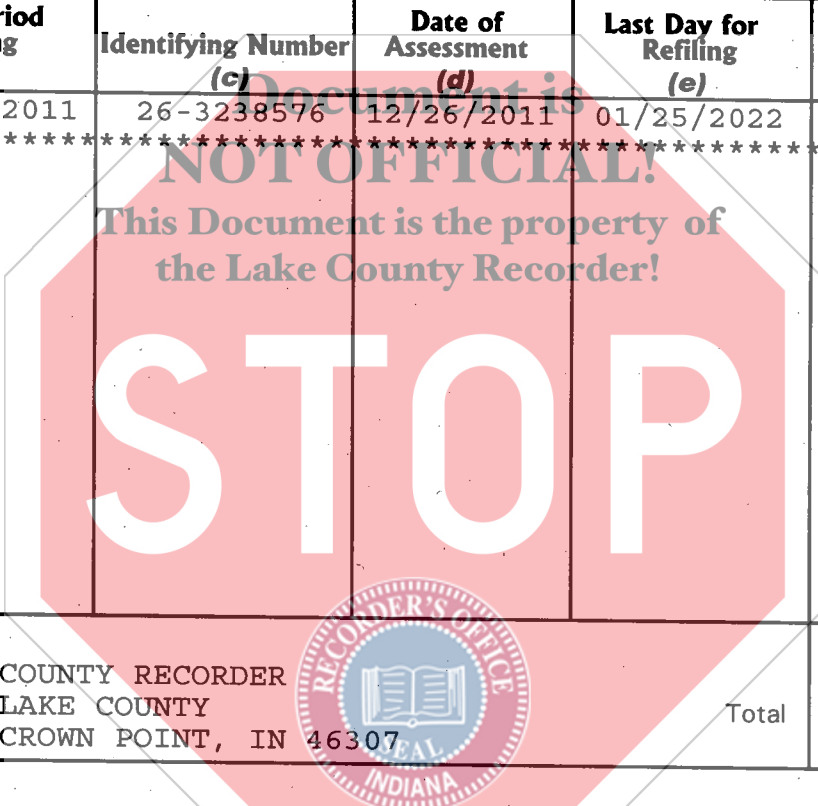 riod
g
Identifying Number
(c)
Date of
Assessment
(d)
Last Day for
Refiling
(e)
2011 26-3238576 12/26/2011 01/25/2022
***********************************************
Document is
NOT OFFICIAL!
This Document is the property of
the Lake County Recorder!
STOP
COUNTY RECORDER
LAKE COUNTY
CROWN POINT, IN 46307
Total
RECORDER'S OFFICE
SEAL
INDIANA